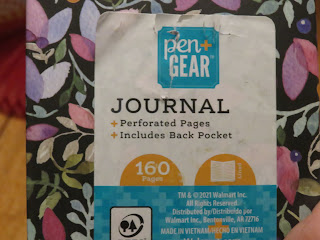 pen+
GEAR
JOURNAL
+Perforated Pages
+Includes Back Pocket
160
Pages
TM & ©2021 Walmart Inc.
All Rights Reserved.
Distributed by/Distribuido por
Walmart Inc., Bentonville, AR 72716
MADE IN VIETNAM/HECHO EN VIETNAM